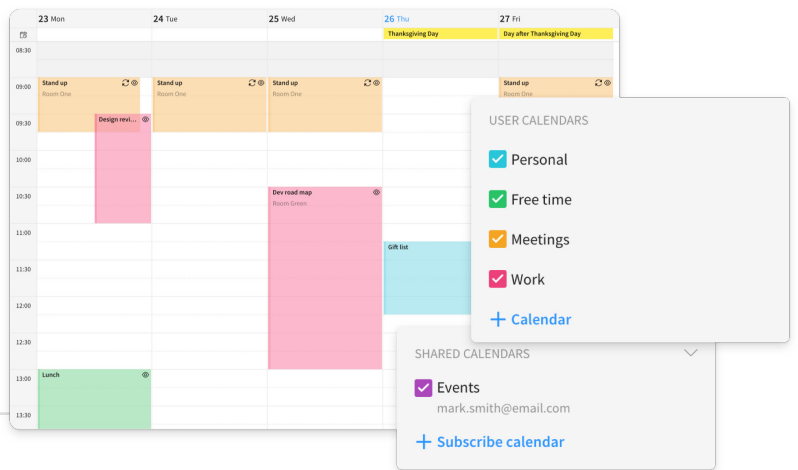 23 Mon
24 Tue
25 Wed
26 Thu
27 Fri
Thanksgiving Day
Day after Thanksgiving Day
08:30
09:00
Stand up
Room One
Stand up
Room One
Stand up
Room One
Stand up
Room One
09:30
Design revi...
10:00
10:30
Dev road map
Room Green
11:00
Gift list
11:30
12:00
12:30
13:00
Lunch
13:30
USER CALENDARS
Personal
Free time
Meetings
Work
+ Calendar
SHARED CALENDARS
Events
mark.smith@email.com
+ Subscribe calendar